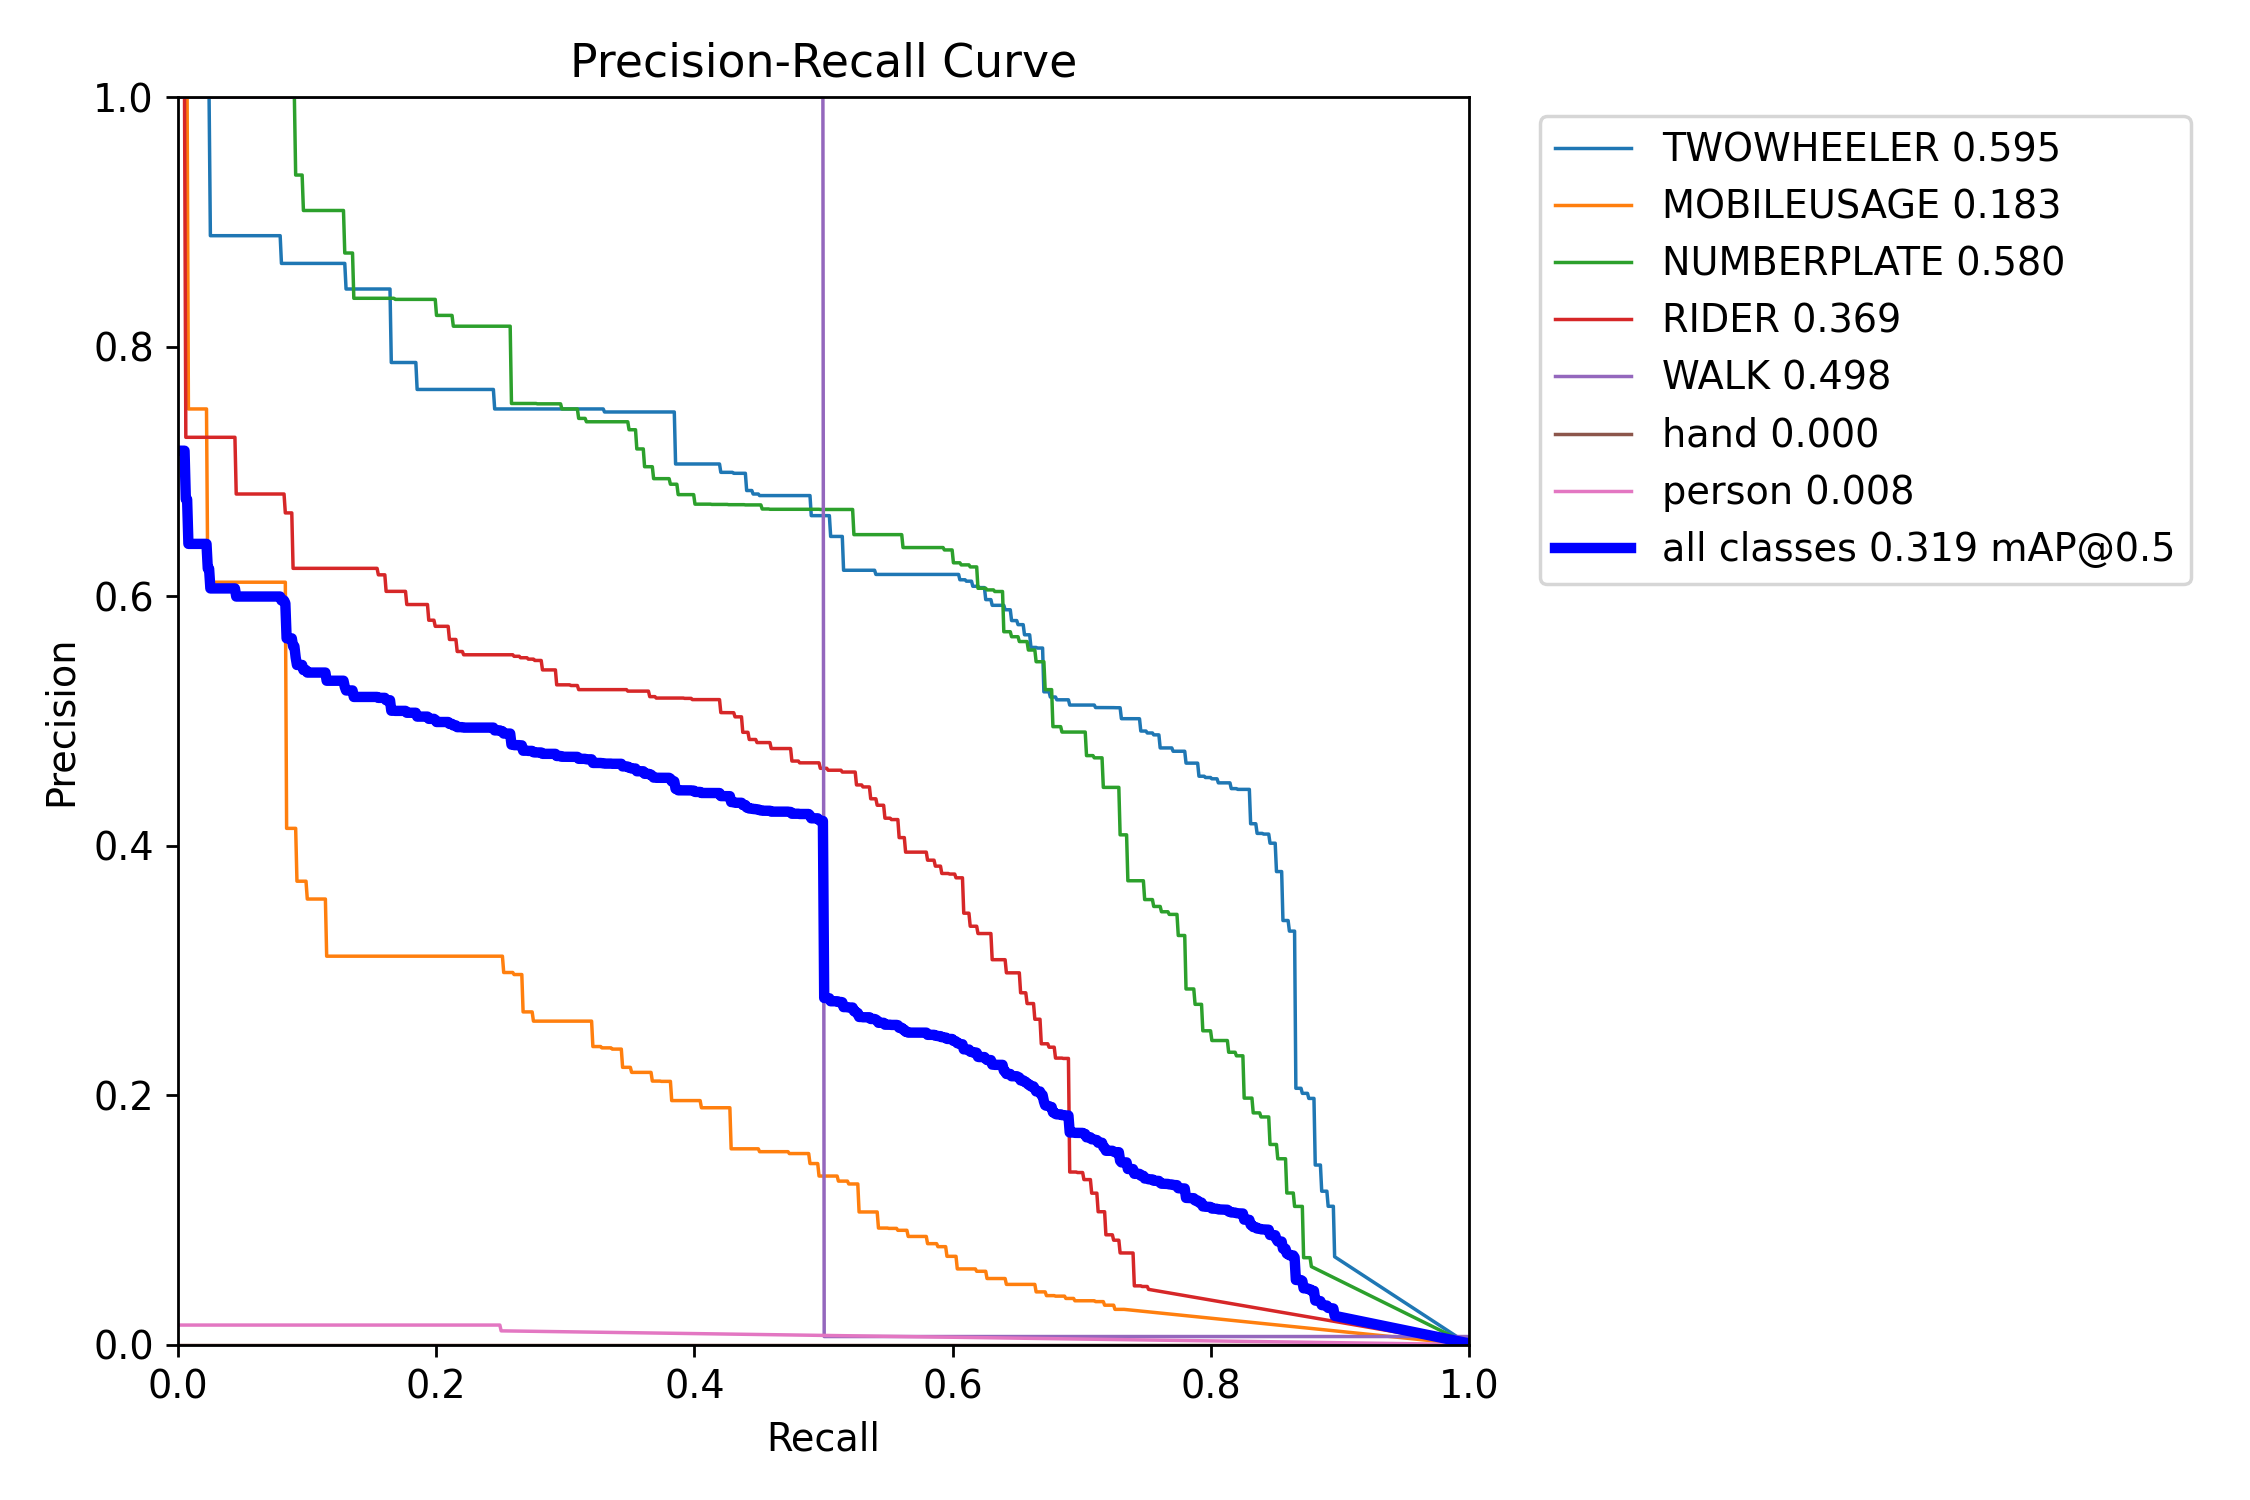 Precision-Recall Curve
1.0
0.8
0.6
0.4
0.2
0.0
Precision
0.0 0.2 0.4 0.6 0.8 1.0
Recall
TWOWHEELER 0.595
MOBILEUSAGE 0.183
NUMBERPLATE 0.580
RIDER 0.369
WALK 0.498
hand 0.000
person 0.008
all classes 0.319 mAP@0.5